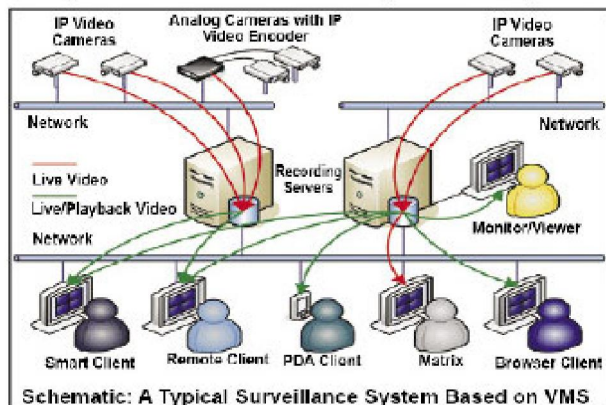 IP Video
Cameras
Analog Cameras with IP
Video Encoder
IP Video
Cameras
Network
Network
Recording
Servers
Live Video
Live/Playback Video
Network
Monitor/Viewer
Smart Client
Remote Client
PDA Client
Matrix
Browser Client
Schematic: A Typical Surveillance System Based on VMS